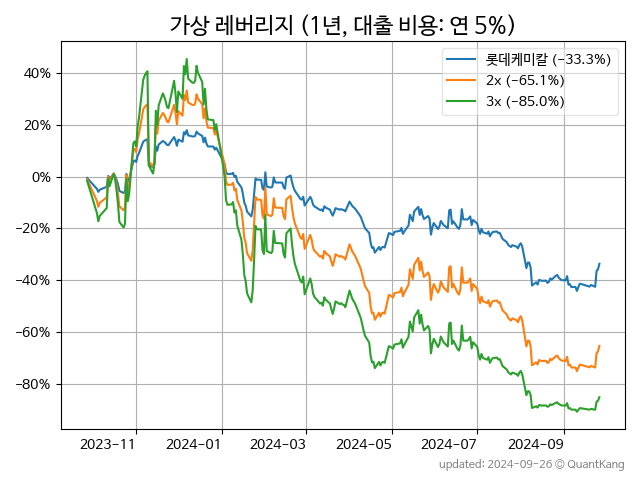 가상 레버리지 (1년, 대출 비용: 연 5%)
롯데케미칼 (−33.3%)
2x (−65.1%)
3x (−85.0%)
40%
20%
0%
−20%
−40%
−60%
−80%
2023-11 2024-01 2024-03 2024-05 2024-07 2024-09
updated: 2024-09-26 © QuantKang